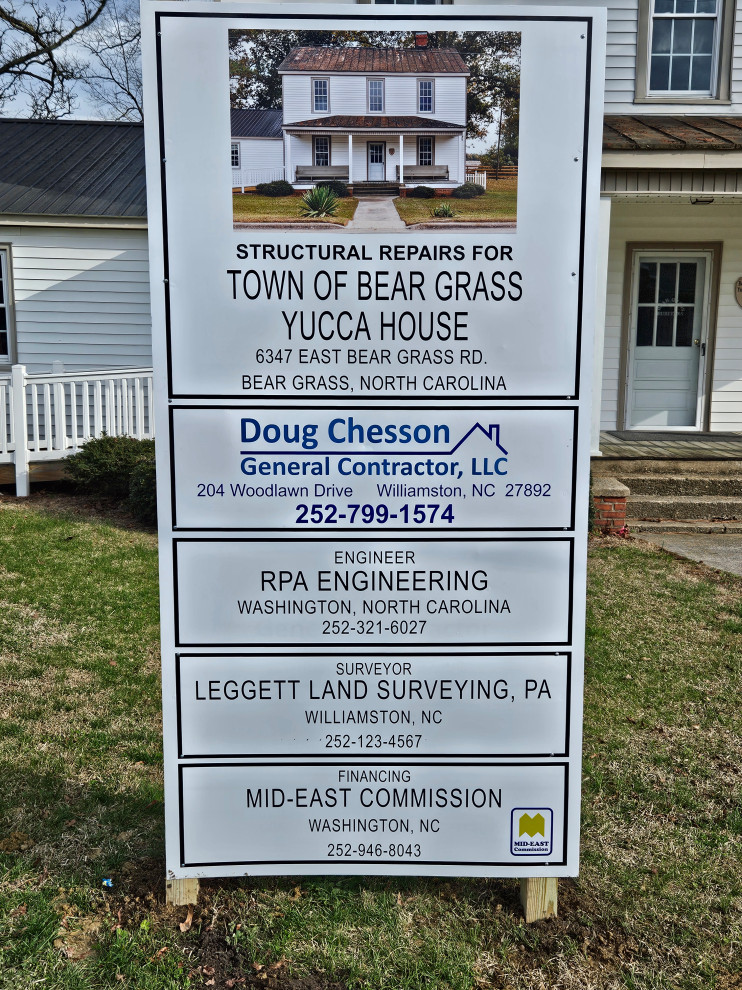 STRUCTURAL REPAIRS FOR
TOWN OF BEAR GRASS
YUCCA HOUSE
6347 EAST BEAR GRASS RD.
BEAR GRASS, NORTH CAROLINA
Doug Chesson
General Contractor, LLC
204 Woodlawn Drive Williamston, NC 27892
252-799-1574
ENGINEER
RPA ENGINEERING
WASHINGTON, NORTH CAROLINA
252-321-6027
SURVEYOR
LEGGETT LAND SURVEYING, PA
WILLIAMSTON, NC
252-123-4567
FINANCING
MID-EAST COMMISSION
WASHINGTON, NC
252-946-8043
MID-EAST
Commission